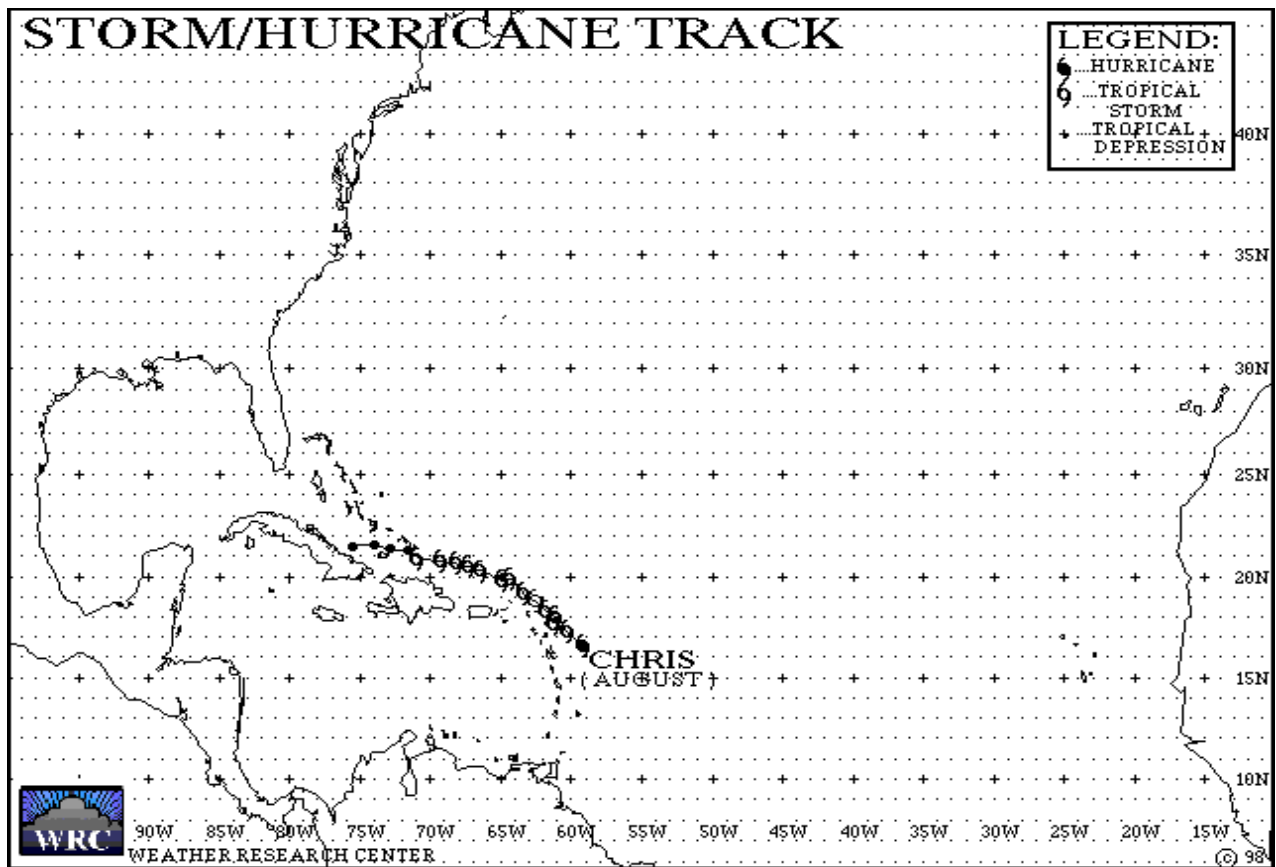 STORM/HURRICANE TRACK
LEGEND:
....HURRICANE
...TROPICAL
STORM
....TROPICAL
DEPRESSION
40N
35N
30N
25N
20N
CHRIS
(AUGUST)
15N
10N
WRC
90W 85W 80W 75W 70W 65W 60W 55W 50W 45W 40W 35W 30W 25W 20W 15W
WEATHER RESEARCH CENTER
© 98